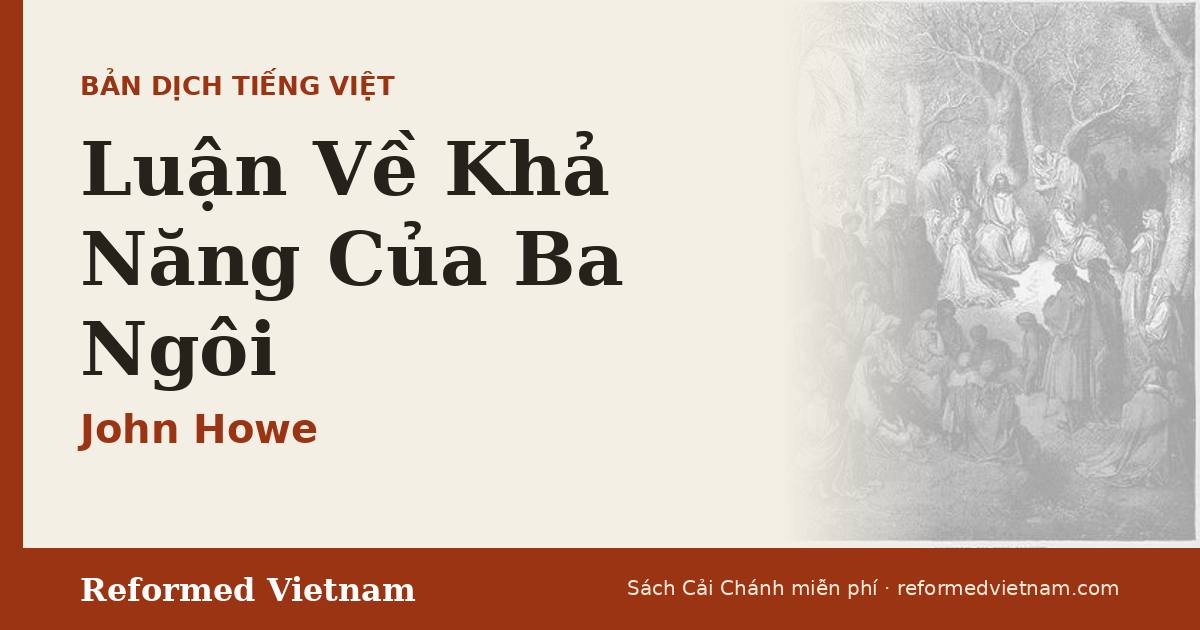 BẢN DỊCH TIẾNG VIỆT
Luận Về Khả
Năng Của Ba
Ngôi
John Howe
Reformed Vietnam
Sách Cải Chánh miễn phí · reformedvietnam.com